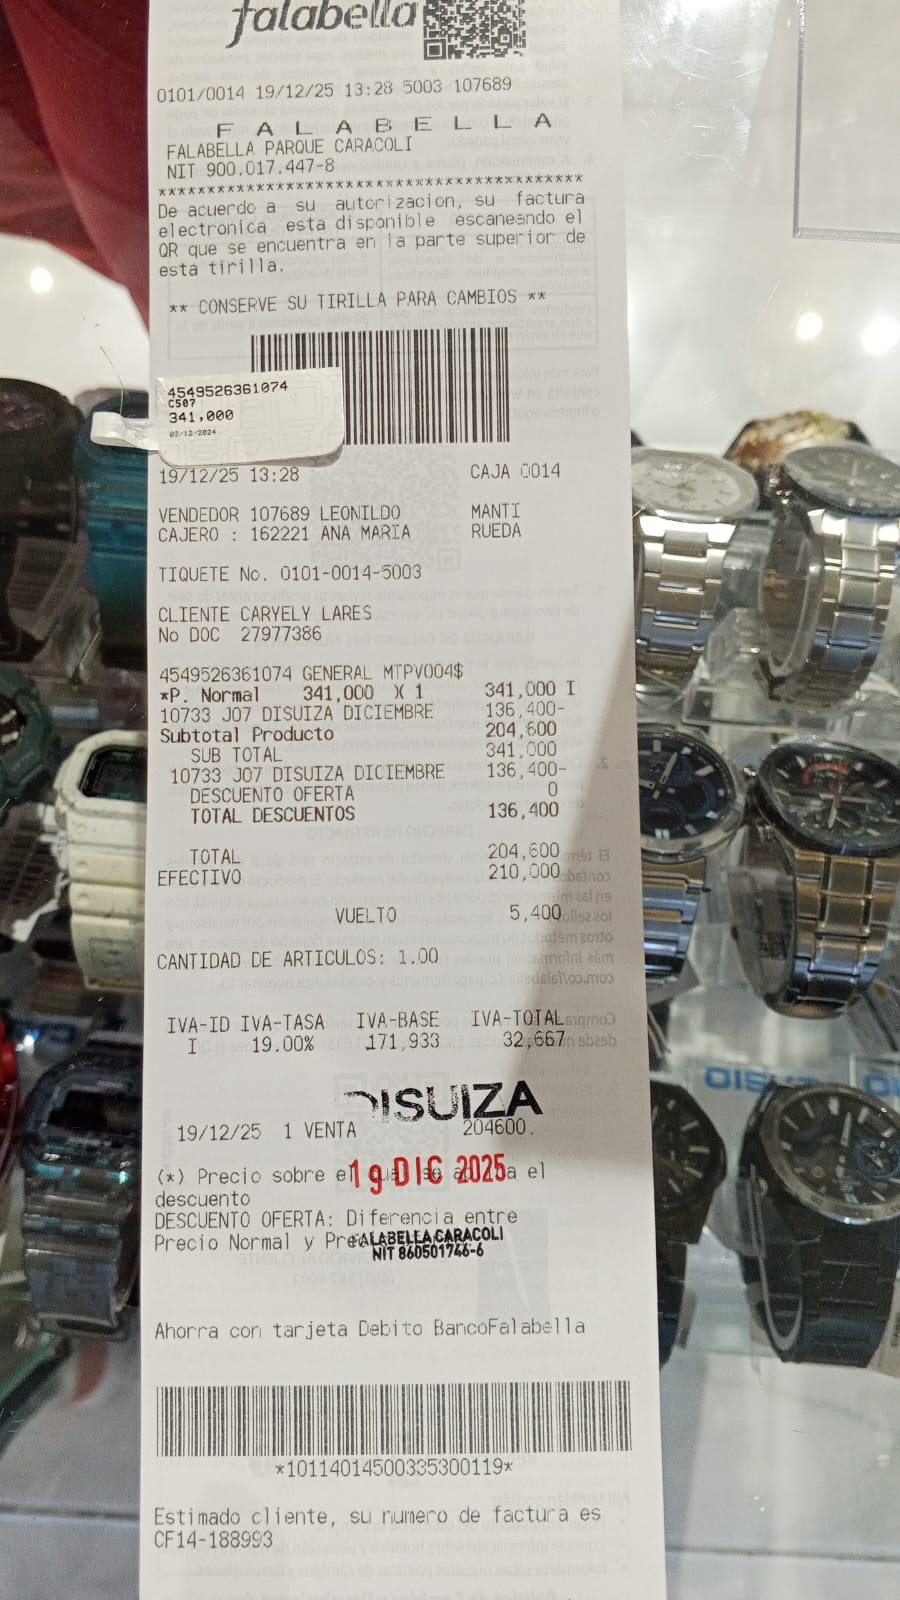 falabella
0101/0014 19/12/25 13:28 5003 107689
F A L A B E L L A
FALABELLA PARQUE CARACOLI
NIT 900.017.447-8
********************************************
De acuerdo a su autorizacion, su factura
electronica esta disponible escaneando el
QR que se encuentra en la parte superior de
esta tirilla.
** CONSERVE SU TIRILLA PARA CAMBIOS **
4549526361074
C507
341,000
02/12/2024
19/12/25 13:28 CAJA 0014
VENDEDOR 107689 LEONILDO MANTI
CAJERO : 162221 ANA MARIA RUEDA
TIQUETE No. 0101-0014-5003
CLIENTE CARYELY LARES
No DOC 27977386
4549526361074 GENERAL MTPV004$
*P. Normal 341,000 X 1 341,000 I
10733 J07 DISUIZA DICIEMBRE 136,400-
Subtotal Producto 204,600
SUB TOTAL 341,000
10733 J07 DISUIZA DICIEMBRE 136,400-
DESCUENTO OFERTA 0
TOTAL DESCUENTOS 136,400
TOTAL 204,600
EFECTIVO 210,000
VUELTO 5,400
CANTIDAD DE ARTICULOS: 1.00
IVA-ID IVA-TASA IVA-BASE IVA-TOTAL
I 19.00% 171,933 32,667
DISUIZA
19/12/25 1 VENTA 204600.
(*) Precio sobre el a el
19 DIC 2025
descuento
DESCUENTO OFERTA: Diferencia entre
Precio Normal y Pre
FALABELLA CARACOLI
NIT 860501746-6
Ahorra con tarjeta Debito BancoFalabella
*10114014500335300119*
Estimado cliente, su numero de factura es
CF14-188993